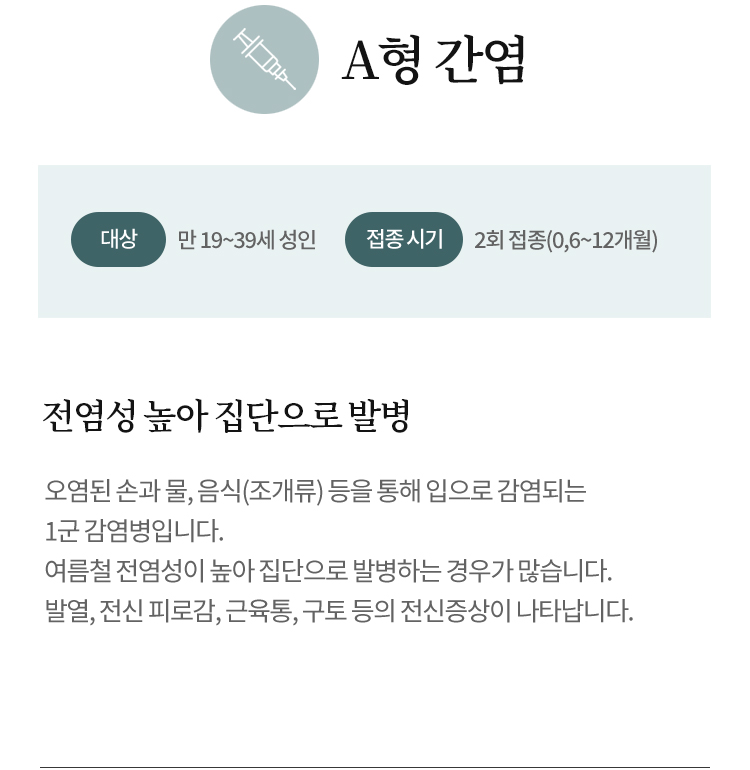 A형 간염
대상 만 19~39세 성인 접종 시기 2회 접종(0,6~12개월)
전염성 높아 집단으로 발병
오염된 손과 물, 음식(조개류) 등을 통해 입으로 감염되는
1군 감염병입니다.
여름철 전염성이 높아 집단으로 발병하는 경우가 많습니다.
발열, 전신 피로감, 근육통, 구토 등의 전신증상이 나타납니다.